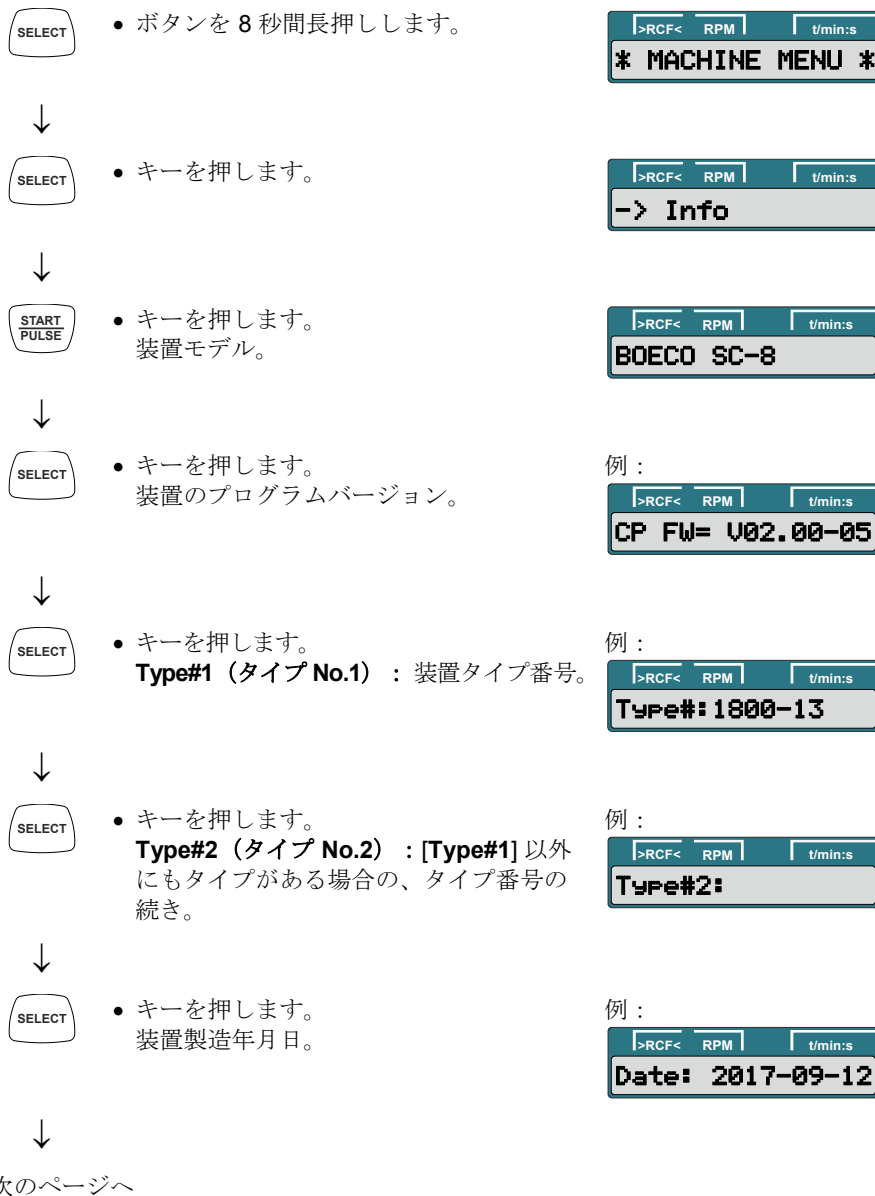 SELECT
• ボタンを 8 秒間長押しします。
>RCF< RPM t/min:s
* MACHINE MENU *
↓
SELECT
• キーを押します。
>RCF< RPM t/min:s
-> Info
↓
START
PULSE
• キーを押します。
装置モデル。
>RCF< RPM t/min:s
BOECO SC-8
↓
SELECT
• キーを押します。
装置のプログラムバージョン。
例：
>RCF< RPM t/min:s
CP FW= V02.00-05
↓
SELECT
• キーを押します。
Type#1（タイプ No.1）：装置タイプ番号。
例：
>RCF< RPM t/min:s
Type#:1800-13
↓
SELECT
• キーを押します。
Type#2（タイプ No.2）：[Type#1] 以外
にもタイプがある場合の、タイプ番号の
続き。
例：
>RCF< RPM t/min:s
Type#2:
↓
SELECT
• キーを押します。
装置製造年月日。
例：
>RCF< RPM t/min:s
Date: 2017-09-12
↓
次のページへ